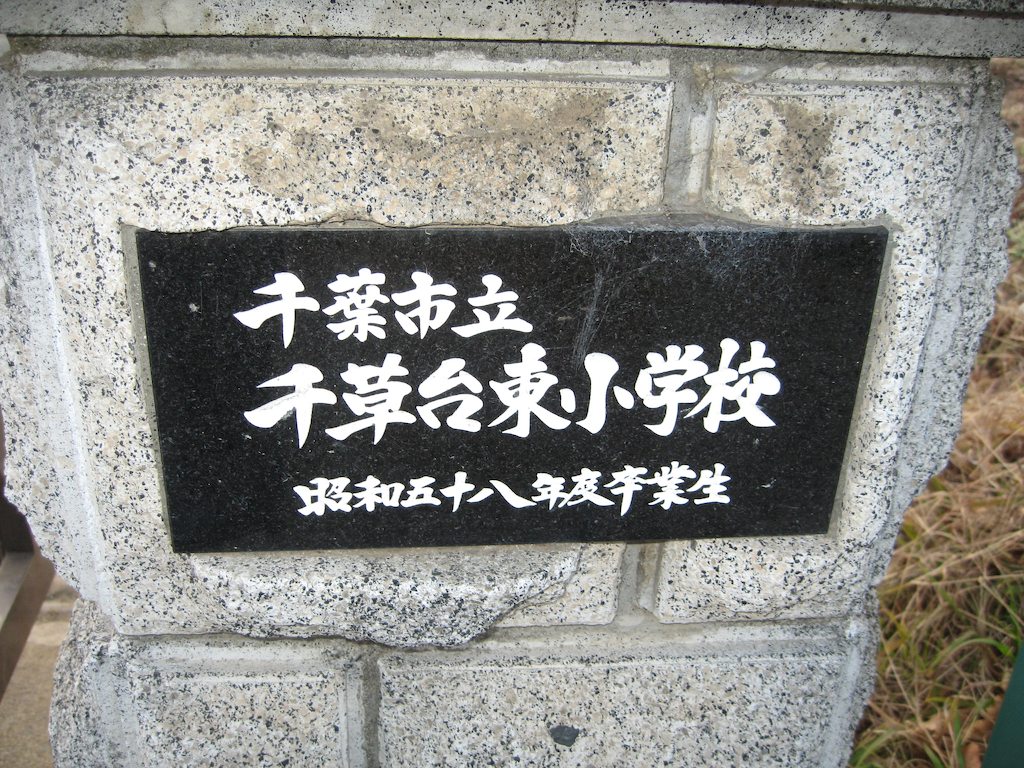 千葉市立
千草台東小学校
昭和五十八年度卒業生